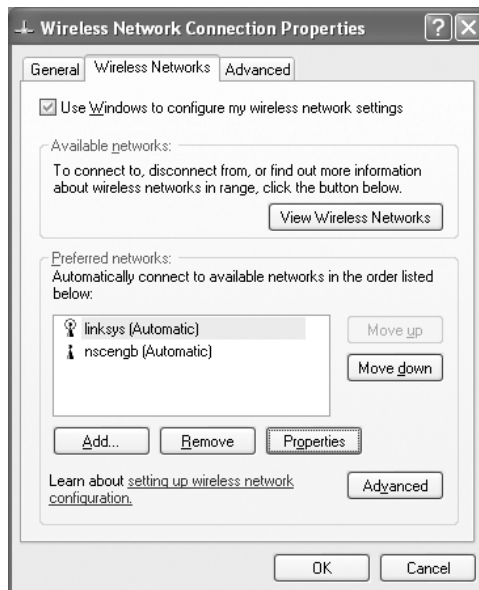 Wireless Network Connection Properties
General
Wireless Networks
Advanced
Use Windows to configure my wireless network settings
Available networks:
To connect to, disconnect from, or find out more information
about wireless networks in range, click the button below.
View Wireless Networks
Preferred networks:
Automatically connect to available networks in the order listed
below:
linksys (Automatic)
nscengb (Automatic)
Move up
Move down
Add...
Remove
Properties
Learn about setting up wireless network
configuration.
Advanced
OK
Cancel